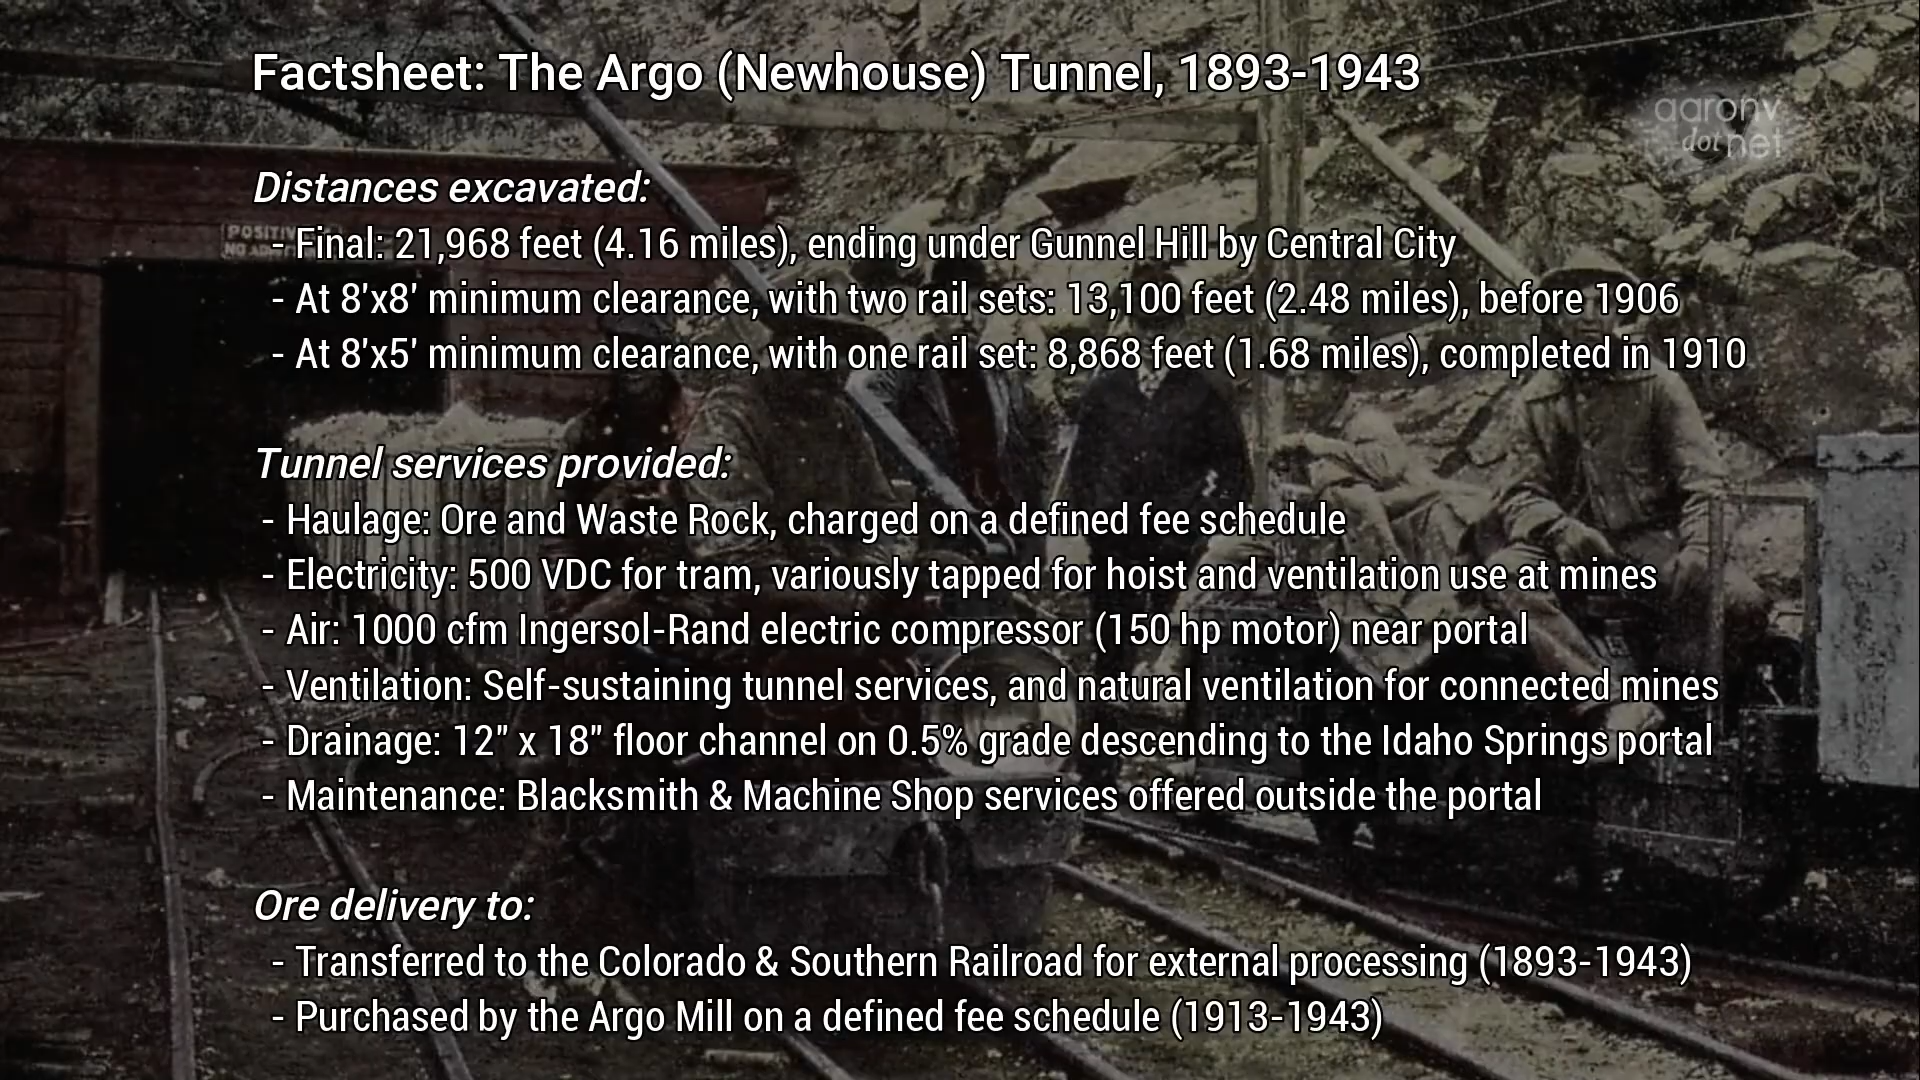 Factsheet: The Argo (Newhouse) Tunnel, 1893-1943
aaronv
dot net
Distances excavated:
- Final: 21,968 feet (4.16 miles), ending under Gunnel Hill by Central City
- At 8'x8' minimum clearance, with two rail sets: 13,100 feet (2.48 miles), before 1906
- At 8'x5' minimum clearance, with one rail set: 8,868 feet (1.68 miles), completed in 1910
Tunnel services provided:
- Haulage: Ore and Waste Rock, charged on a defined fee schedule
- Electricity: 500 VDC for tram, variously tapped for hoist and ventilation use at mines
- Air: 1000 cfm Ingersol-Rand electric compressor (150 hp motor) near portal
- Ventilation: Self-sustaining tunnel services, and natural ventilation for connected mines
- Drainage: 12" x 18" floor channel on 0.5% grade descending to the Idaho Springs portal
- Maintenance: Blacksmith & Machine Shop services offered outside the portal
Ore delivery to:
- Transferred to the Colorado & Southern Railroad for external processing (1893-1943)
- Purchased by the Argo Mill on a defined fee schedule (1913-1943)